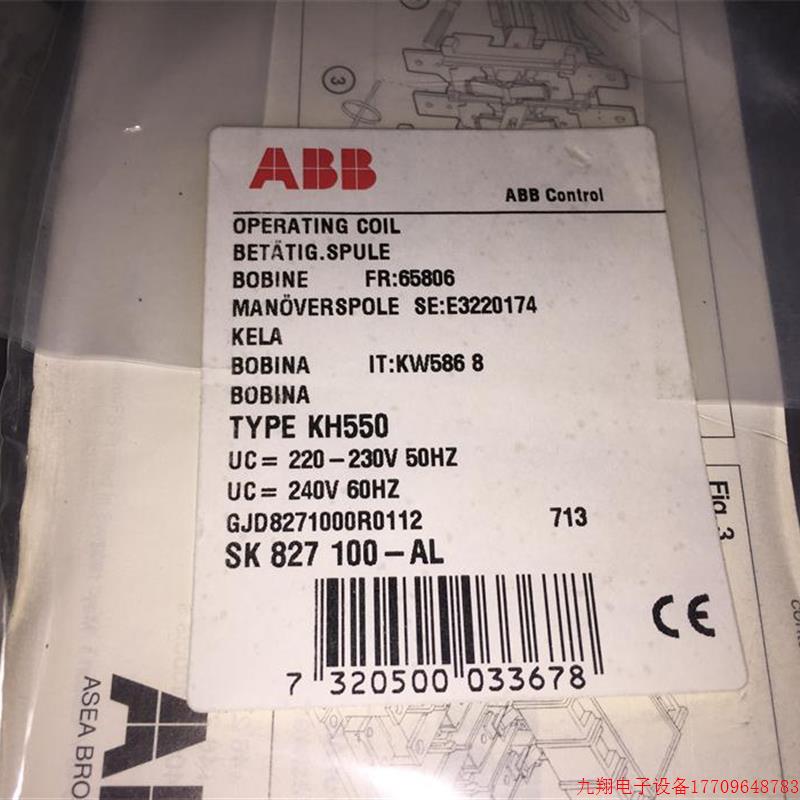 3
ABB
ABB Control
OPERATING COIL
BETÄTIG.SPULE
BOBINE FR:65806
MANÖVERSPOLE SE:E3220174
KELA
BOBINA IT:KW586 8
BOBINA
TYPE KH550
UC= 220-230V 50HZ
UC= 240V 60HZ
GJD8271000R0112 713
SK 827 100-AL
CE
7 320500 033678
Fig. 3
ASEA BRO
九翔电子设备17709648783